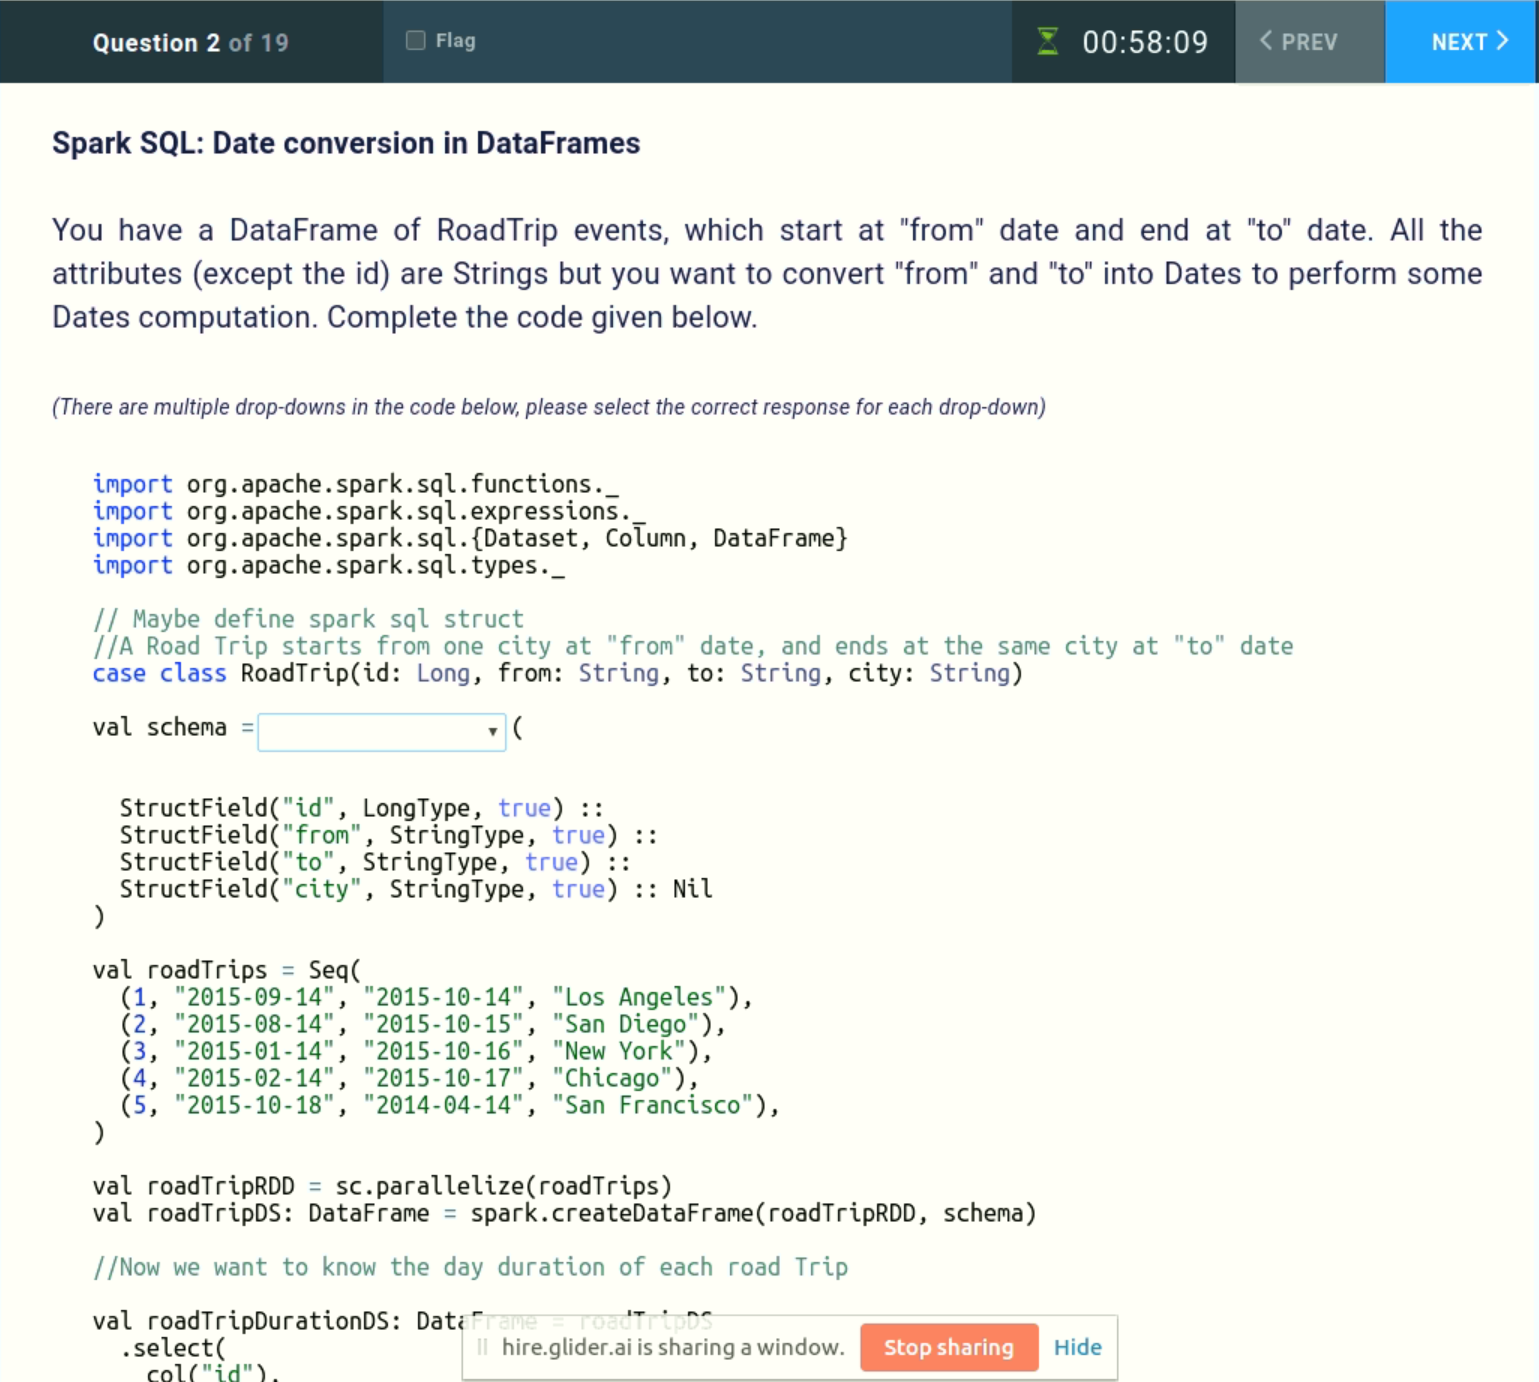 Question 2 of 19
Flag
00:58:09
PREV
NEXT
Spark SQL: Date conversion in DataFrames
You have a DataFrame of RoadTrip events, which start at "from" date and end at "to" date. All the
attributes (except the id) are Strings but you want to convert "from" and "to" into Dates to perform some
Dates computation. Complete the code given below.
(There are multiple drop-downs in the code below, please select the correct response for each drop-down)
import org.apache.spark.sql.functions._
import org.apache.spark.sql.expressions._
import org.apache.spark.sql.{Dataset, Column, DataFrame}
import org.apache.spark.sql.types._
// Maybe define spark sql struct
//A Road Trip starts from one city at "from" date, and ends at the same city at "to" date
case class RoadTrip(id: Long, from: String, to: String, city: String)
val schema = (
StructField("id", LongType, true) ::
StructField("from", StringType, true) ::
StructField("to", StringType, true) ::
StructField("city", StringType, true) :: Nil
)
val roadTrips = Seq(
(1, "2015-09-14", "2015-10-14", "Los Angeles"),
(2, "2015-08-14", "2015-10-15", "San Diego"),
(3, "2015-01-14", "2015-10-16", "New York"),
(4, "2015-02-14", "2015-10-17", "Chicago"),
(5, "2015-10-18", "2014-04-14", "San Francisco"),
)
val roadTripRDD = sc.parallelize(roadTrips)
val roadTripDS: DataFrame = spark.createDataFrame(roadTripRDD, schema)
//Now we want to know the day duration of each road Trip
val roadTripDurationDS: DataFrame = roadTripDS
.select(
col("id"),
hire.glider.ai is sharing a window.
Stop sharing
Hide